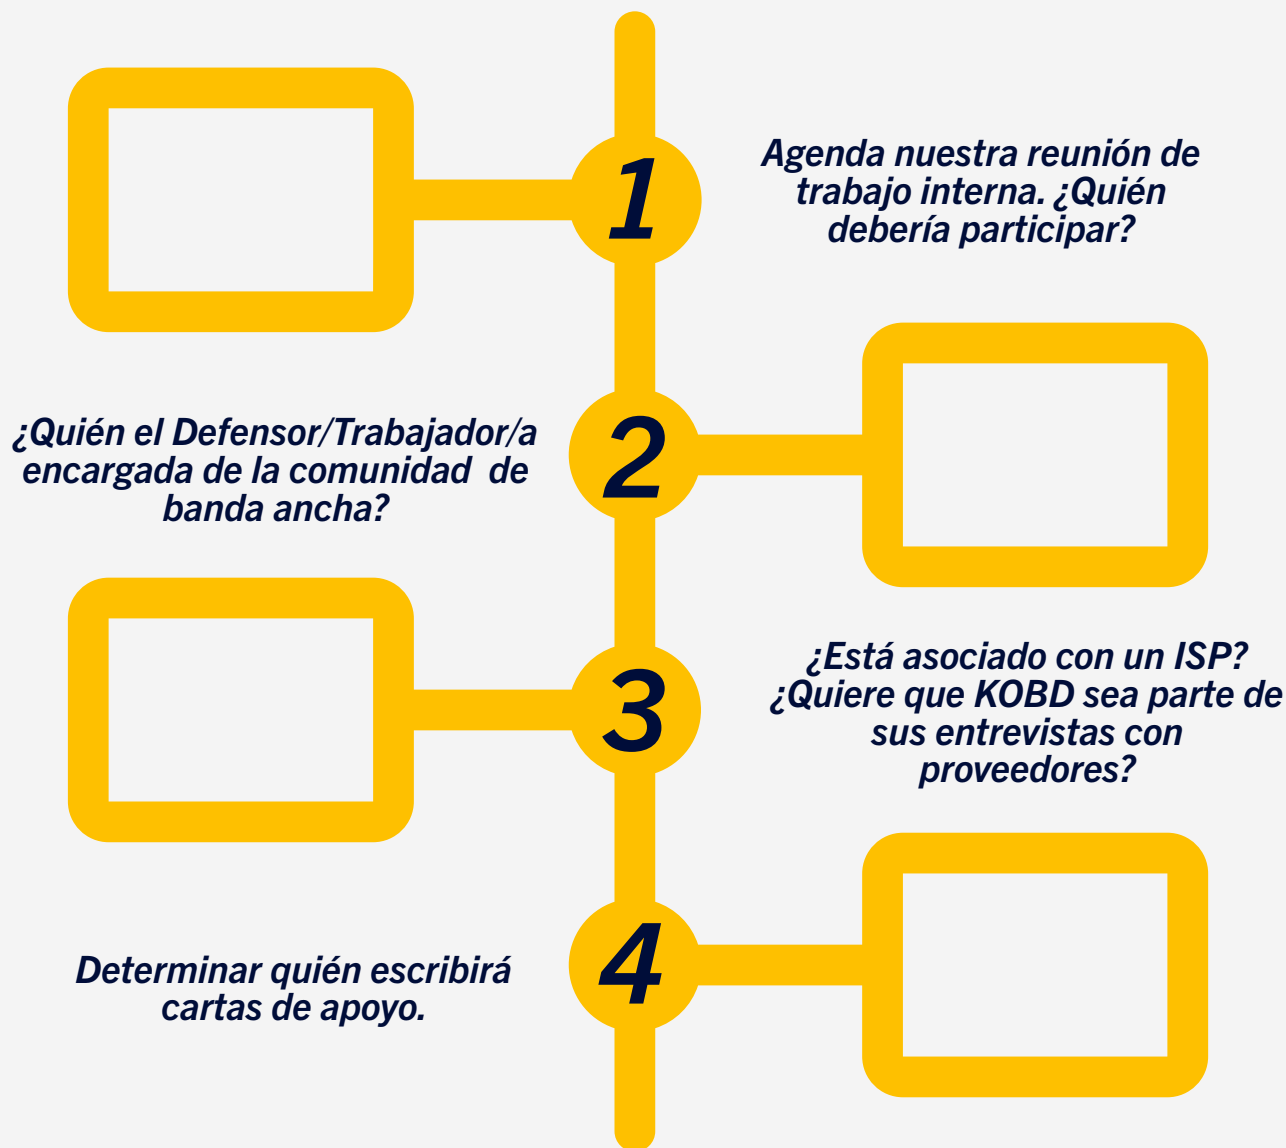 1
Agenda nuestra reunión de
trabajo interna. ¿Quién
debería participar?
2
¿Quién el Defensor/Trabajador/a
encargada de la comunidad de
banda ancha?
3
¿Está asociado con un ISP?
¿Quiere que KOBD sea parte de
sus entrevistas con
proveedores?
4
Determinar quién escribirá
cartas de apoyo.